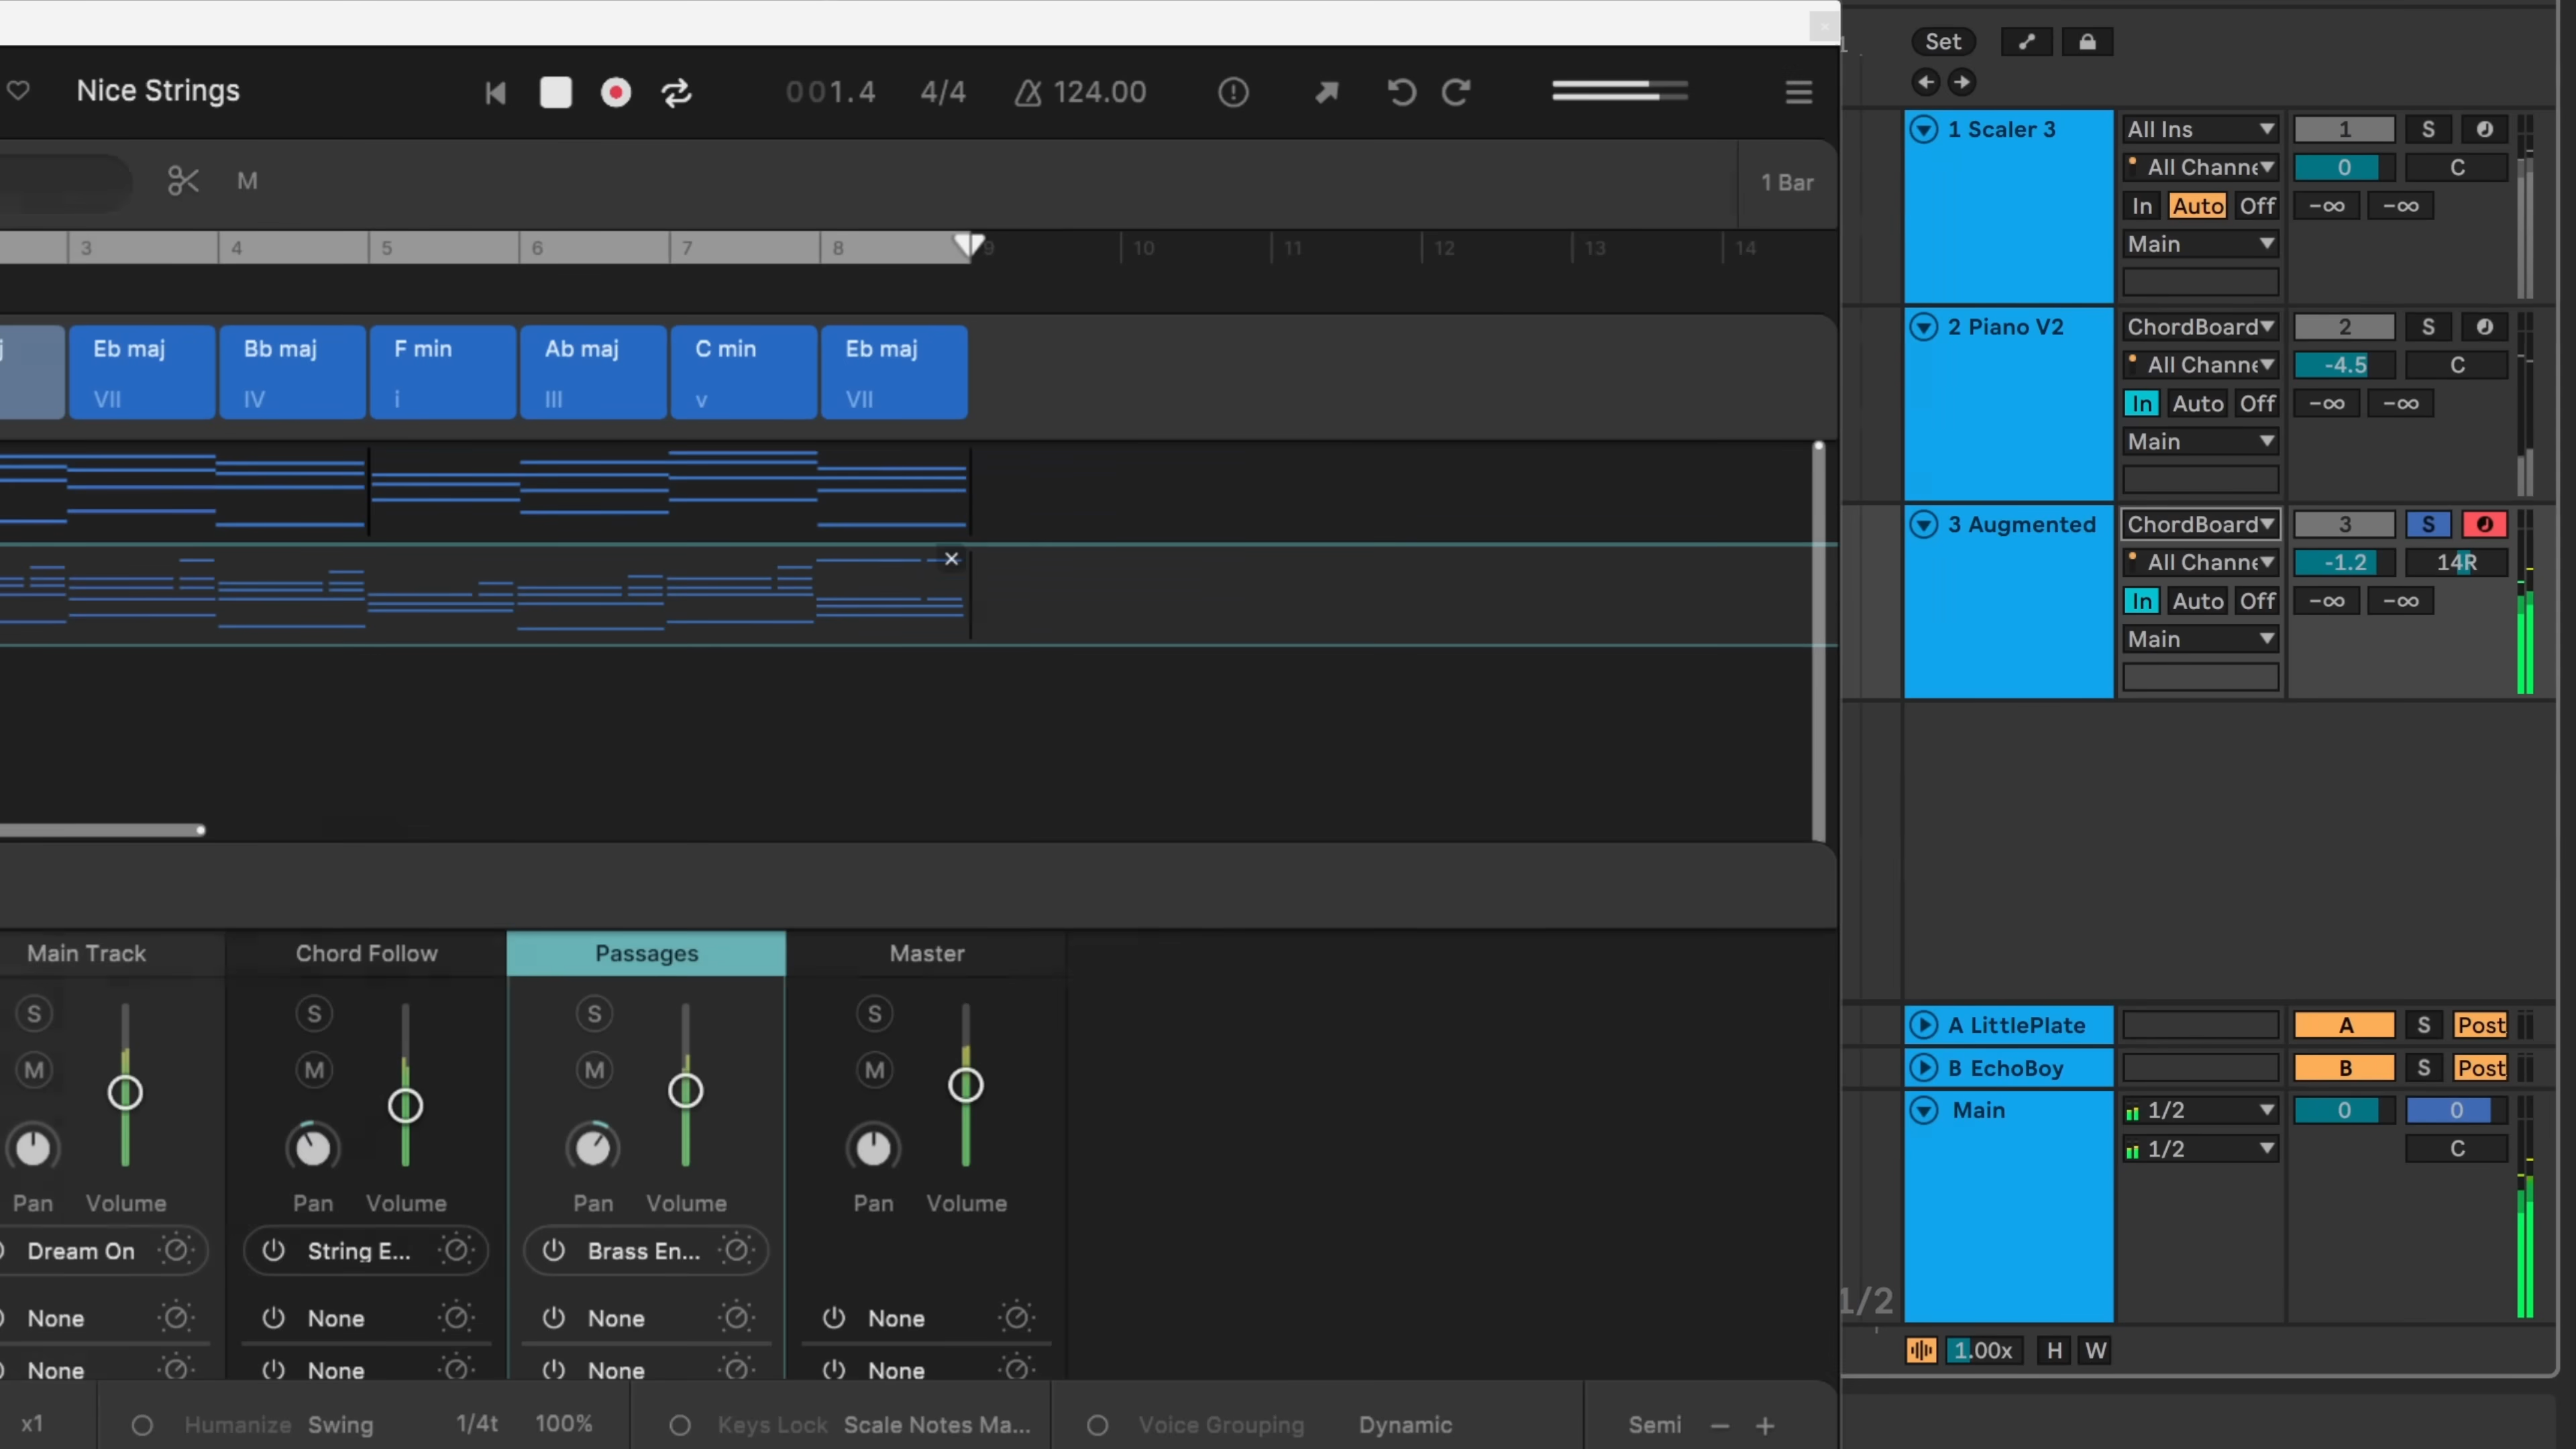 Nice Strings 001.4 4/4 124.00
M 1 Bar
3 4 5 6 7 8 9 10 11 12 13 14
Eb maj Bb maj F min Ab maj C min Eb maj
VII IV i III v VII
Main Track Chord Follow Passages Master
S S S S
M M M M
Pan Volume Pan Volume Pan Volume Pan Volume
Dream On String E... Brass En...
None None None None
None None None None
x1 Humanize Swing 1/4t 100% Keys Lock Scale Notes Ma... Voice Grouping Dynamic Semi − +
Set
1 Scaler 3 All Ins 1 S
All Channe 0 C
In Auto Off -∞ -∞
Main
2 Piano V2 ChordBoard 2 S
All Channe -4.5 C
In Auto Off -∞ -∞
Main
3 Augmented ChordBoard 3 S
All Channe -1.2 14R
In Auto Off -∞ -∞
Main
A LittlePlate A S Post
B EchoBoy B S Post
Main 1/2 0 0
1/2 C
1/2
1.00x H W